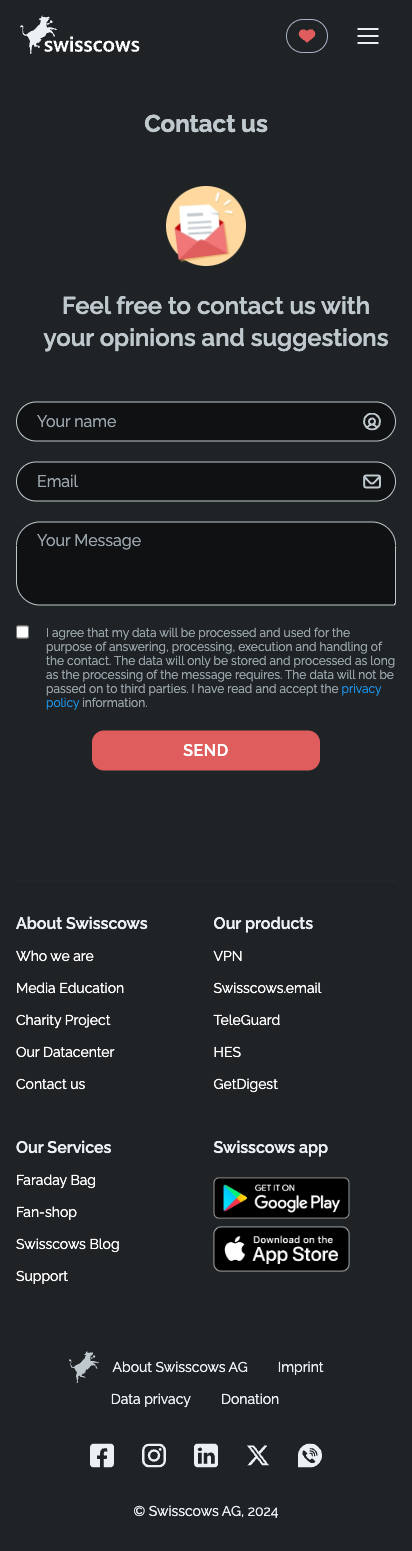 swisscows
Contact us
Feel free to contact us with
your opinions and suggestions
Your name
Email
Your Message
I agree that my data will be processed and used for the
purpose of answering, processing, execution and handling of
the contact. The data will only be stored and processed as long
as the processing of the message requires. The data will not be
passed on to third parties. I have read and accept the privacy
policy information.
SEND
About Swisscows
Who we are
Media Education
Charity Project
Our Datacenter
Contact us
Our products
VPN
Swisscows.email
TeleGuard
HES
GetDigest
Our Services
Faraday Bag
Fan-shop
Swisscows Blog
Support
Swisscows app
GET IT ON
Google Play
Download on the
App Store
About Swisscows AG Imprint
Data privacy Donation
© Swisscows AG, 2024